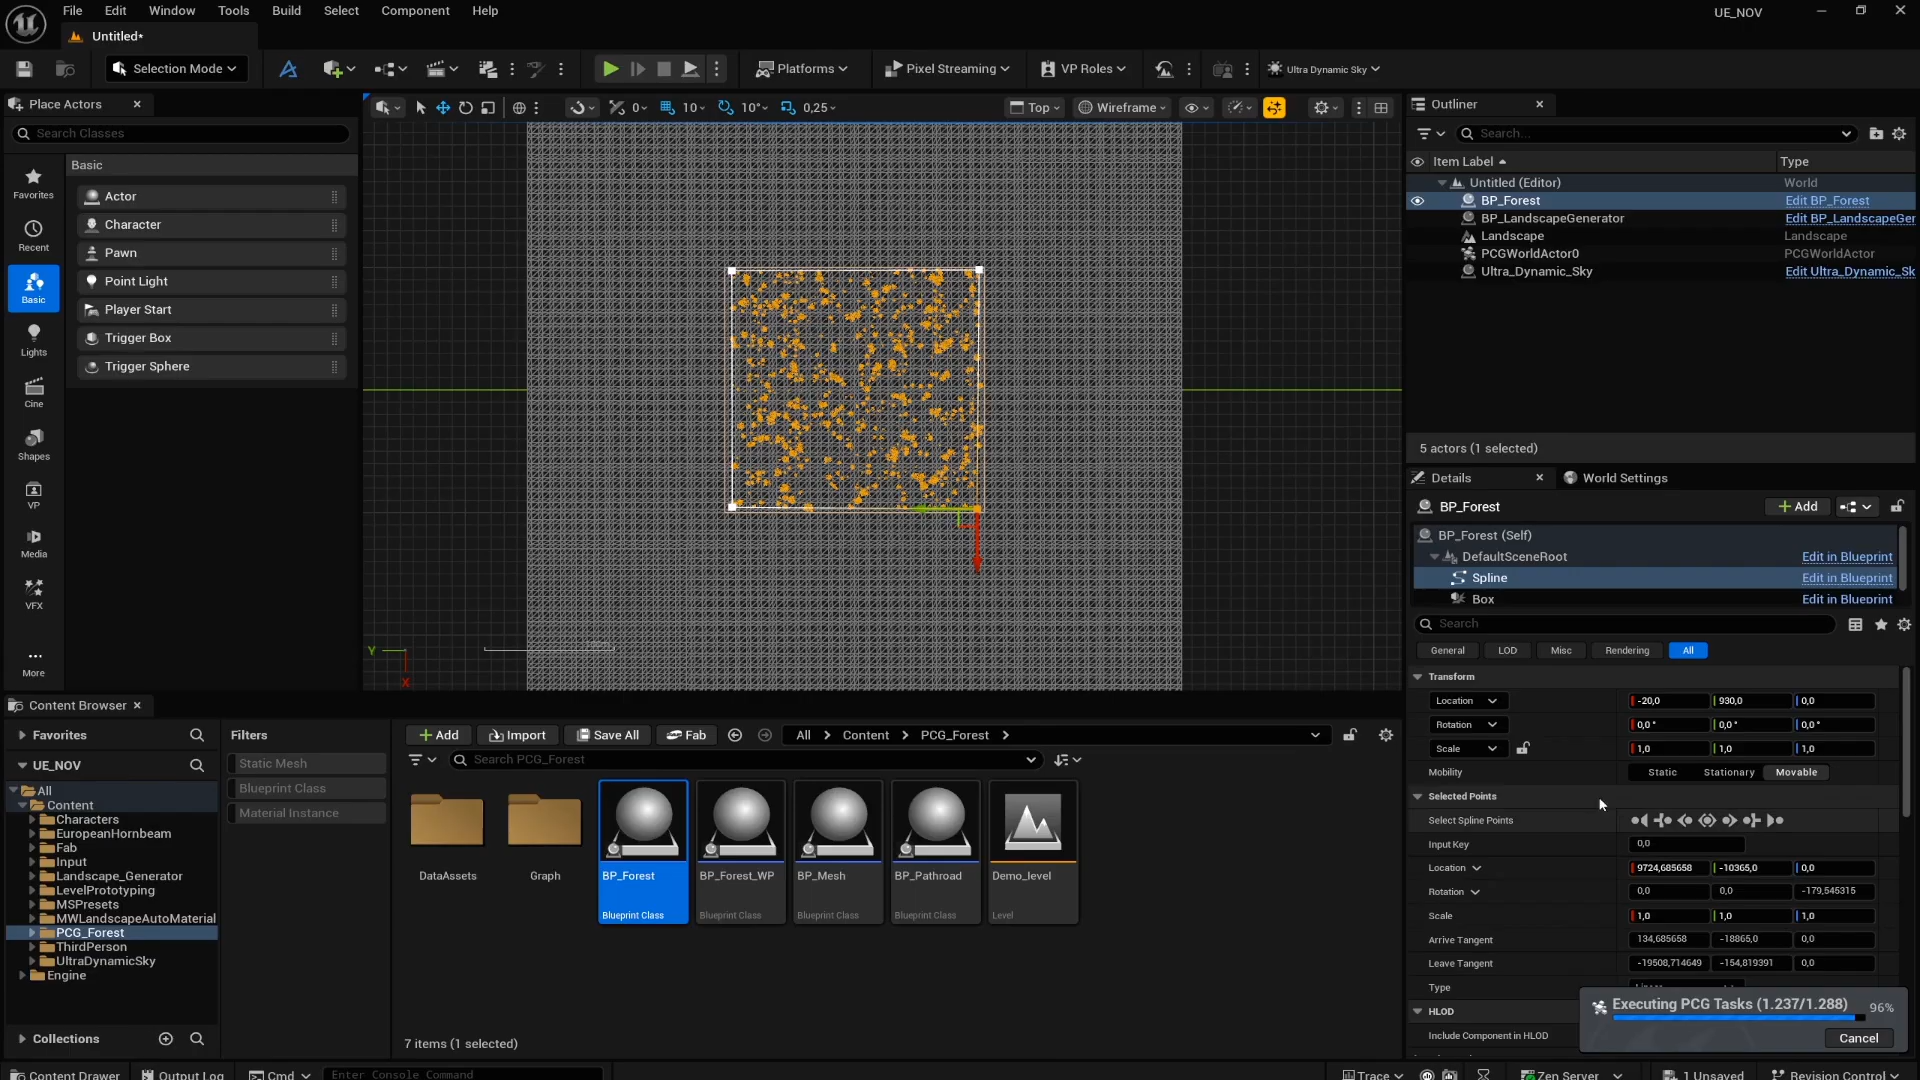 File Edit Window Tools Build Select Actor Component Help
UE_NOV
Untitled*
Selection Mode
Platforms
Pixel Streaming
VP Roles
Ultra Dynamic Sky
Place Actors
Search Classes
Favorites
Recent
Basic
Lights
Cine
Shapes
VP
Media
VFX
More
Basic
Actor
Character
Pawn
Point Light
Player Start
Trigger Box
Trigger Sphere
0
10
10°
0,25
Top
Wireframe
Y
X
Outliner
Search...
Item Label Type
Untitled (Editor) World
BP_Forest Edit BP_Forest
BP_LandscapeGenerator Edit BP_LandscapeGer
Landscape Landscape
PCGWorldActor0 PCGWorldActor
Ultra_Dynamic_Sky Edit Ultra_Dynamic_Sk
5 actors (1 selected)
Details World Settings
BP_Forest
Add
BP_Forest (Self)
DefaultSceneRoot Edit in Blueprint
Spline Edit in Blueprint
Box Edit in Blueprint
Search
General LOD Misc Rendering All
Transform
Location -20,0 930,0 0,0
Rotation 0,0 ° 0,0 ° 0,0 °
Scale 1,0 1,0 1,0
Mobility Static Stationary Movable
Selected Points
Select Spline Points
Input Key 0,0
Location 9724,685658 -10365,0 0,0
Rotation 0,0 0,0 -179,545315
Scale 1,0 1,0 1,0
Arrive Tangent 134,685658 -18865,0 0,0
Leave Tangent -19508,714649 -154,819391 0,0
Type
HLOD
Include Component in HLOD
Executing PCG Tasks (1.237/1.288) 96%
Cancel
Content Browser
Favorites
UE_NOV
All
Content
Characters
EuropeanHornbeam
Fab
Input
Landscape_Generator
LevelPrototyping
MSPresets
MWLandscapeAutoMaterial
PCG_Forest
ThirdPerson
UltraDynamicSky
Engine
Collections
Filters
Static Mesh
Blueprint Class
Material Instance
Add Import Save All Fab All Content PCG_Forest
Search PCG_Forest
DataAssets
Graph
BP_Forest
Blueprint Class
BP_Forest_WP
Blueprint Class
BP_Mesh
Blueprint Class
BP_Pathroad
Blueprint Class
Demo_level
Level
7 items (1 selected)
Content Drawer Output Log Cmd Enter Console Command Trace Zen Server 1 Unsaved Revision Control